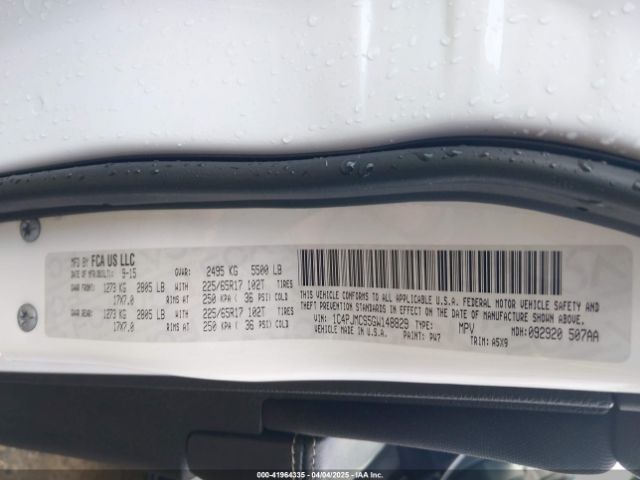 MFD BY FCA US LLC
DATE OF MFR(BUILT): 9-15 GVWR: 2495 KG 5500 LB
GAWR FRONT: 1273 KG 2805 LB WITH 225/65R17 102T TIRES
17X7.0 RIMS AT 250 KPA ( 36 PSI) COLD
GAWR REAR: 1273 KG 2805 LB WITH 225/65R17 102T TIRES
17X7.0 RIMS AT 250 KPA ( 36 PSI) COLD
THIS VEHICLE CONFORMS TO ALL APPLICABLE U.S.A. FEDERAL MOTOR VEHICLE SAFETY AND
THEFT PREVENTION STANDARDS IN EFFECT ON THE DATE OF MANUFACTURE SHOWN ABOVE.
VIN: 1C4PJMCS5GW148829 TYPE: MPV MDH: 092920 507AA
VEHICLE MADE IN U.S.A. PAINT: PW7 TRIM: A5X9
00-41964335 - 04/04/2025 - © IAA Holdings, LLC